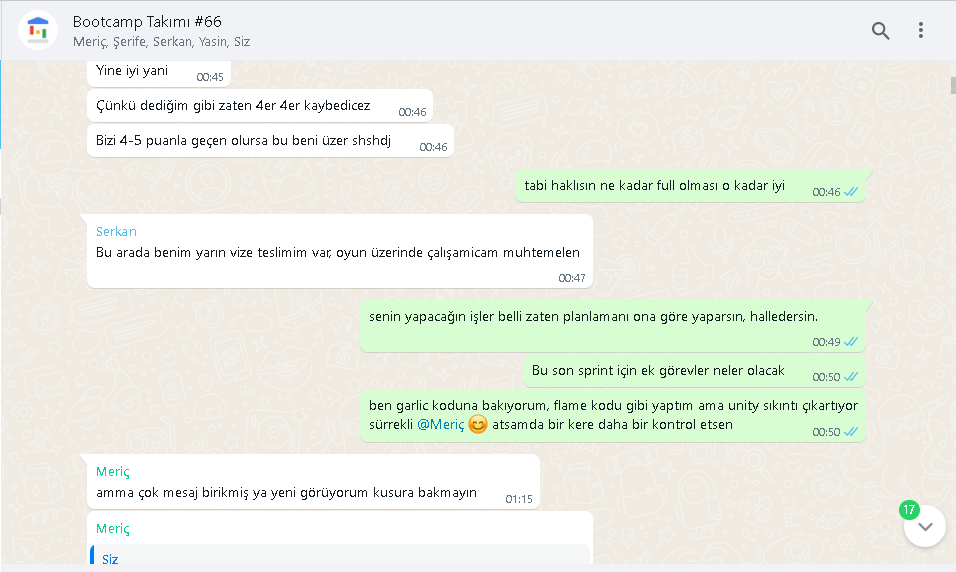 Bootcamp Takımı #66
Meriç, Şerife, Serkan, Yasin, Siz
Yine iyi yani 00:45
Çünkü dediğim gibi zaten 4er 4er kaybedicez 00:46
Bizi 4-5 puanla geçen olursa bu beni üzer shshdj 00:46
tabi haklısın ne kadar full olması o kadar iyi 00:46
Serkan
Bu arada benim yarın vize teslimim var, oyun üzerinde çalışamicam muhtemelen
00:47
senin yapacağın işler belli zaten planlamanı ona göre yaparsın, halledersin.
00:49
Bu son sprint için ek görevler neler olacak 00:50
ben garlic koduna bakıyorum, flame kodu gibi yaptım ama unity sıkıntı çıkartıyor
sürrekli @Meriç 😊 atsamda bir kere daha bir kontrol etsen 00:50
Meriç
amma çok mesaj birikmiş ya yeni görüyorum kusura bakmayın 01:15
17
Meriç
Siz